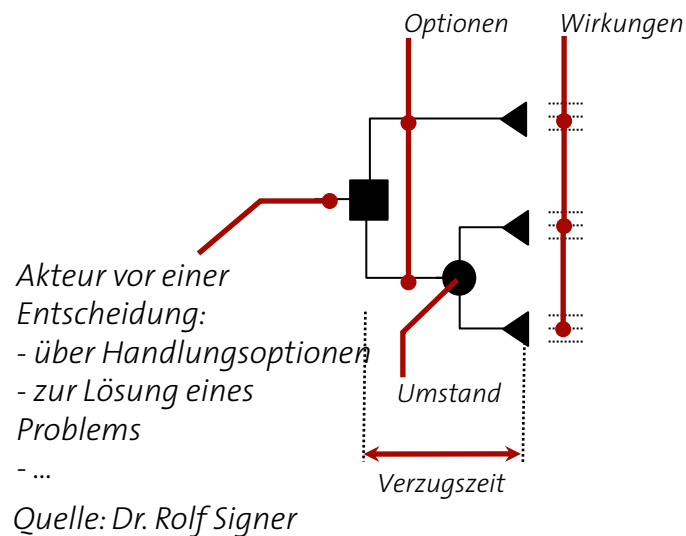 Optionen
Wirkungen
Akteur vor einer
Entscheidung:
- über Handlungsoptionen
- zur Lösung eines
Problems
- ...
Umstand
Verzugszeit
Quelle: Dr. Rolf Signer